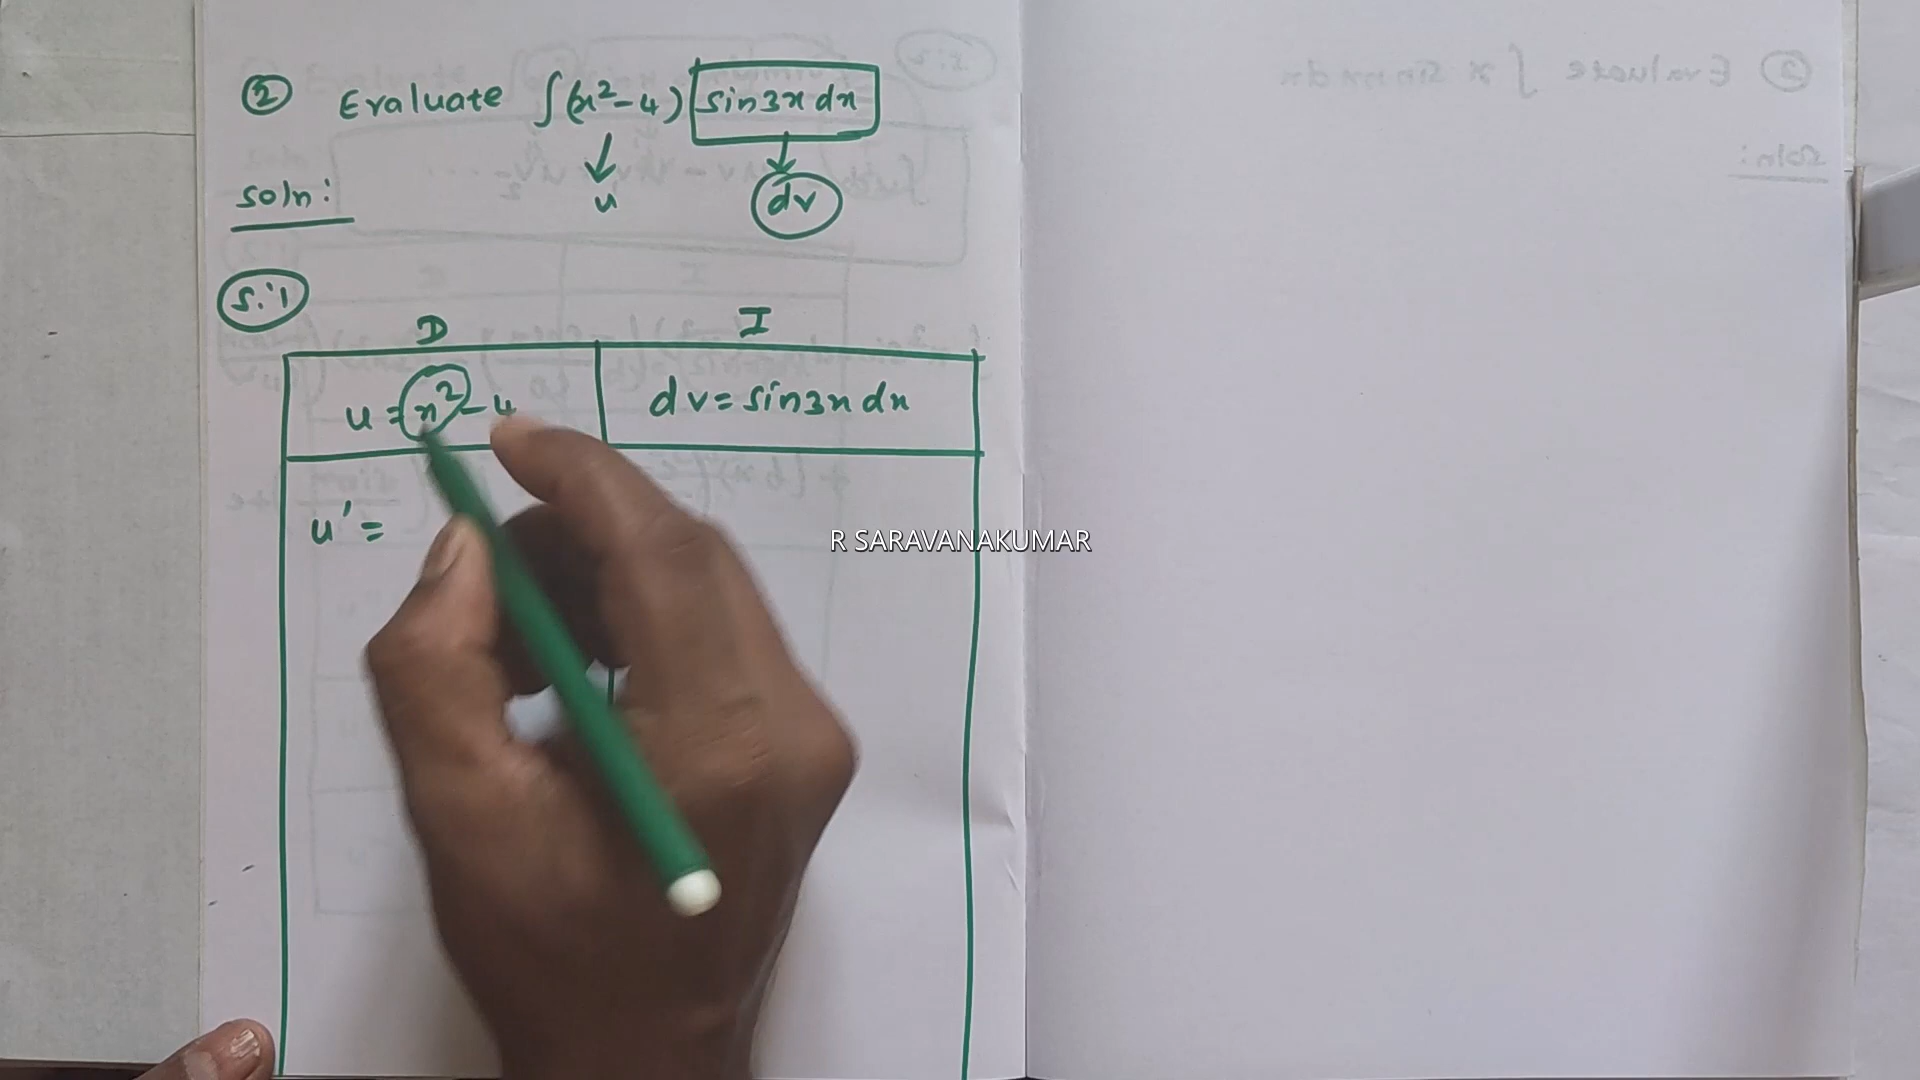 ② Evaluate ∫(x²-4) sin3x dx
u dv
soln:
S:1
D I
u = x² - 4 dv = sin3x dx
u' =
R SARAVANAKUMAR